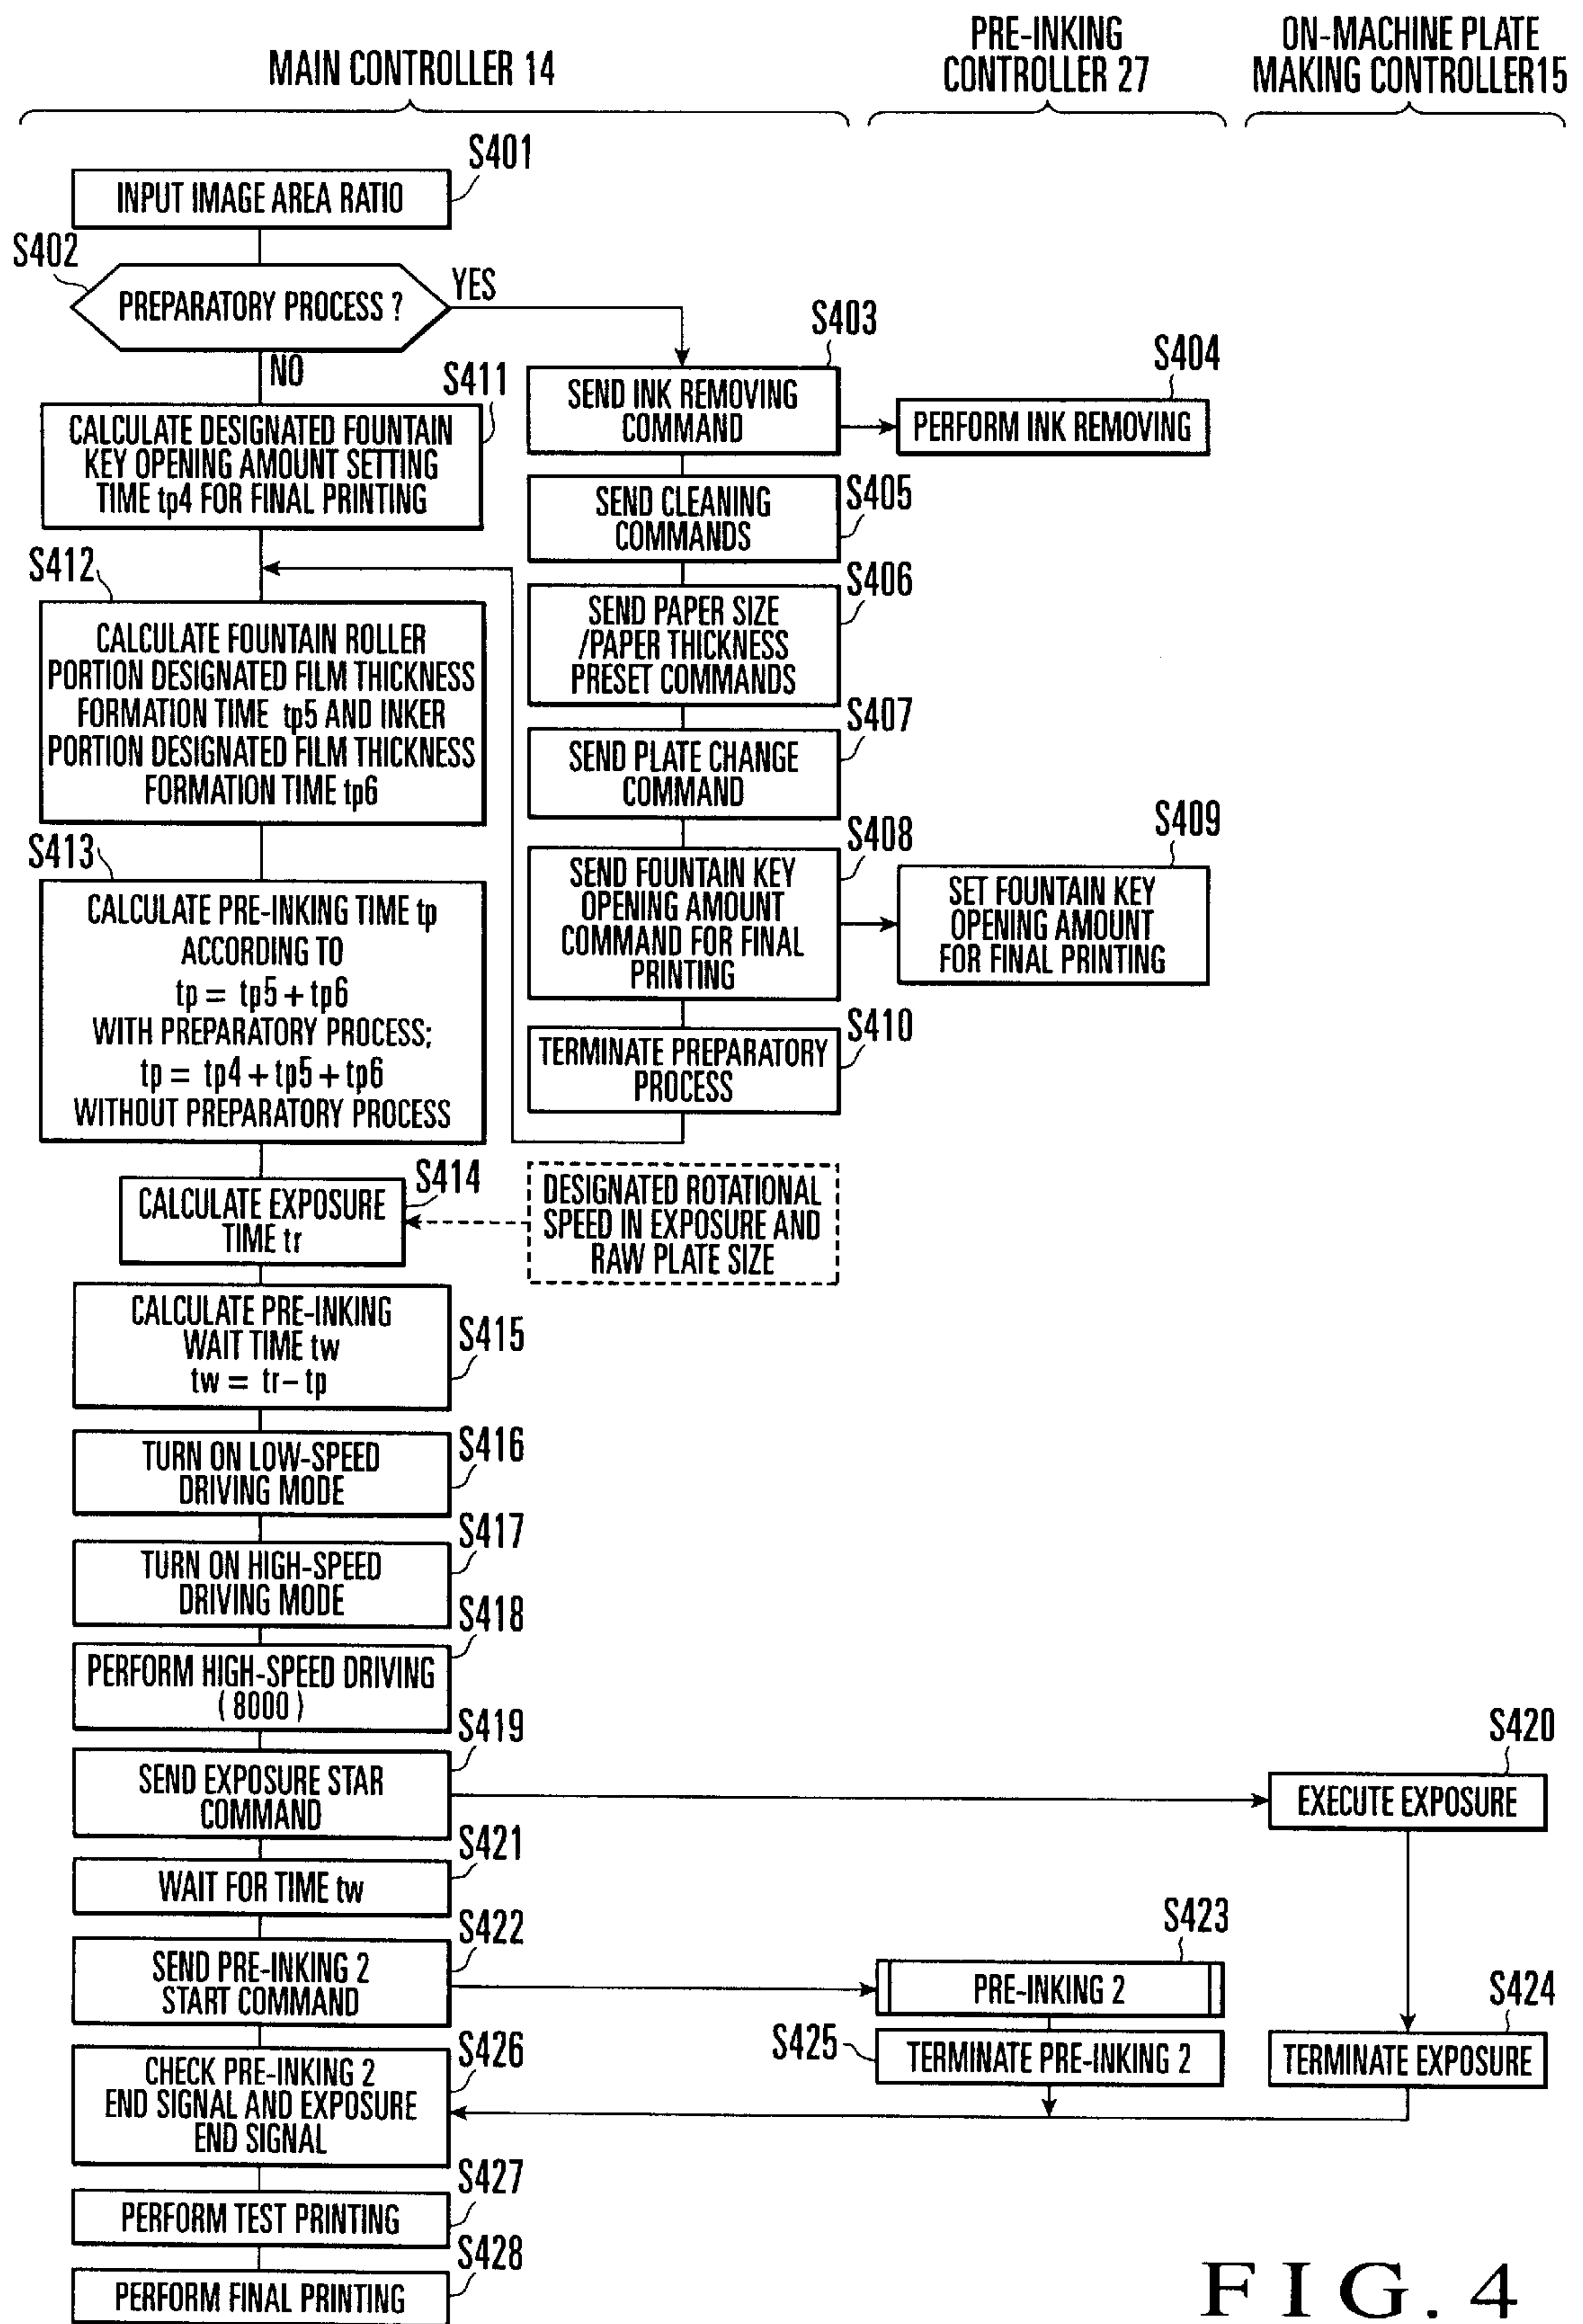 MAIN CONTROLLER 14
PRE-INKING
CONTROLLER 27
ON-MACHINE PLATE
MAKING CONTROLLER15
S401
INPUT IMAGE AREA RATIO
S402
PREPARATORY PROCESS ?
YES
NO
S403
SEND INK REMOVING
COMMAND
S404
PERFORM INK REMOVING
S411
CALCULATE DESIGNATED FOUNTAIN
KEY OPENING AMOUNT SETTING
TIME tp4 FOR FINAL PRINTING
S405
SEND CLEANING
COMMANDS
S412
CALCULATE FOUNTAIN ROLLER
PORTION DESIGNATED FILM THICKNESS
FORMATION TIME tp5 AND INKER
PORTION DESIGNATED FILM THICKNESS
FORMATION TIME tp6
S406
SEND PAPER SIZE
/PAPER THICKNESS
PRESET COMMANDS
S407
SEND PLATE CHANGE
COMMAND
S408
SEND FOUNTAIN KEY
OPENING AMOUNT
COMMAND FOR FINAL
PRINTING
S409
SET FOUNTAIN KEY
OPENING AMOUNT
FOR FINAL PRINTING
S413
CALCULATE PRE-INKING TIME tp
ACCORDING TO
tp = tp5 + tp6
WITH PREPARATORY PROCESS;
tp = tp4 + tp5 + tp6
WITHOUT PREPARATORY PROCESS
S410
TERMINATE PREPARATORY
PROCESS
S414
CALCULATE EXPOSURE
TIME tr
DESIGNATED ROTATIONAL
SPEED IN EXPOSURE AND
RAW PLATE SIZE
CALCULATE PRE-INKING
WAIT TIME tw
tw = tr – tp
S415
S416
TURN ON LOW-SPEED
DRIVING MODE
S417
TURN ON HIGH-SPEED
DRIVING MODE
S418
PERFORM HIGH-SPEED DRIVING
( 8000 )
S419
SEND EXPOSURE STAR
COMMAND
S420
EXECUTE EXPOSURE
S421
WAIT FOR TIME tw
S422
SEND PRE-INKING 2
START COMMAND
S423
PRE-INKING 2
S424
TERMINATE EXPOSURE
S425
TERMINATE PRE-INKING 2
S426
CHECK PRE-INKING 2
END SIGNAL AND EXPOSURE
END SIGNAL
S427
PERFORM TEST PRINTING
S428
PERFORM FINAL PRINTING
FIG. 4